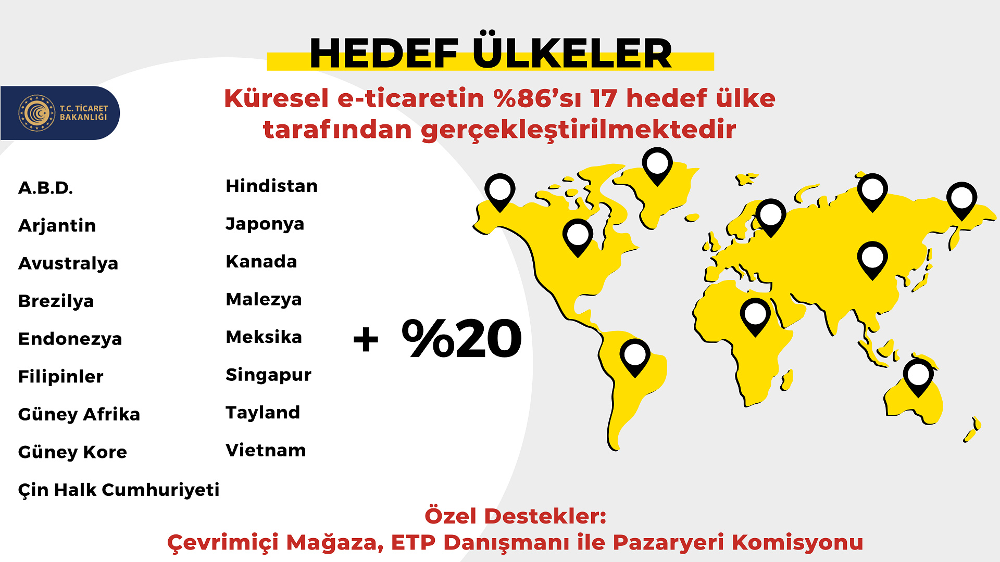 HEDEF ÜLKELER
Küresel e-ticaretin %86’sı 17 hedef ülke
tarafından gerçekleştirilmektedir
T.C. TİCARET
BAKANLIĞI
A.B.D.
Arjantin
Avustralya
Brezilya
Endonezya
Filipinler
Güney Afrika
Güney Kore
Çin Halk Cumhuriyeti
Hindistan
Japonya
Kanada
Malezya
Meksika
Singapur
Tayland
Vietnam
+ %20
Özel Destekler:
Çevrimiçi Mağaza, ETP Danışmanı ile Pazaryeri Komisyonu